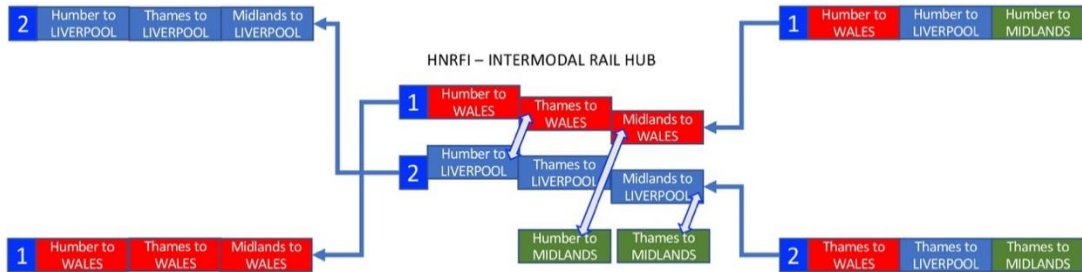 2
Humber to
LIVERPOOL
Thames to
LIVERPOOL
Midlands to
LIVERPOOL
1
Humber to
WALES
Humber to
LIVERPOOL
Humber to
MIDLANDS
HNRFI – INTERMODAL RAIL HUB
1
Humber to
WALES
Thames to
WALES
Midlands to
WALES
2
Humber to
LIVERPOOL
Thames to
LIVERPOOL
Midlands to
LIVERPOOL
Humber to
MIDLANDS
Thames to
MIDLANDS
1
Humber to
WALES
Thames to
WALES
Midlands to
WALES
2
Thames to
WALES
Thames to
LIVERPOOL
Thames to
MIDLANDS